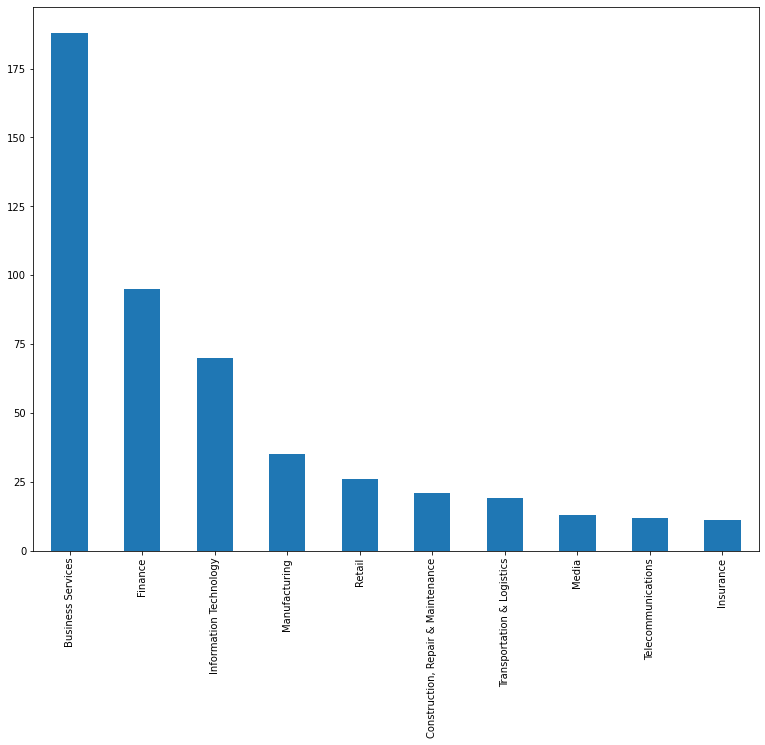 175
150
125
100
75
50
25
0
Business Services
Finance
Information Technology
Manufacturing
Retail
Construction, Repair & Maintenance
Transportation & Logistics
Media
Telecommunications
Insurance